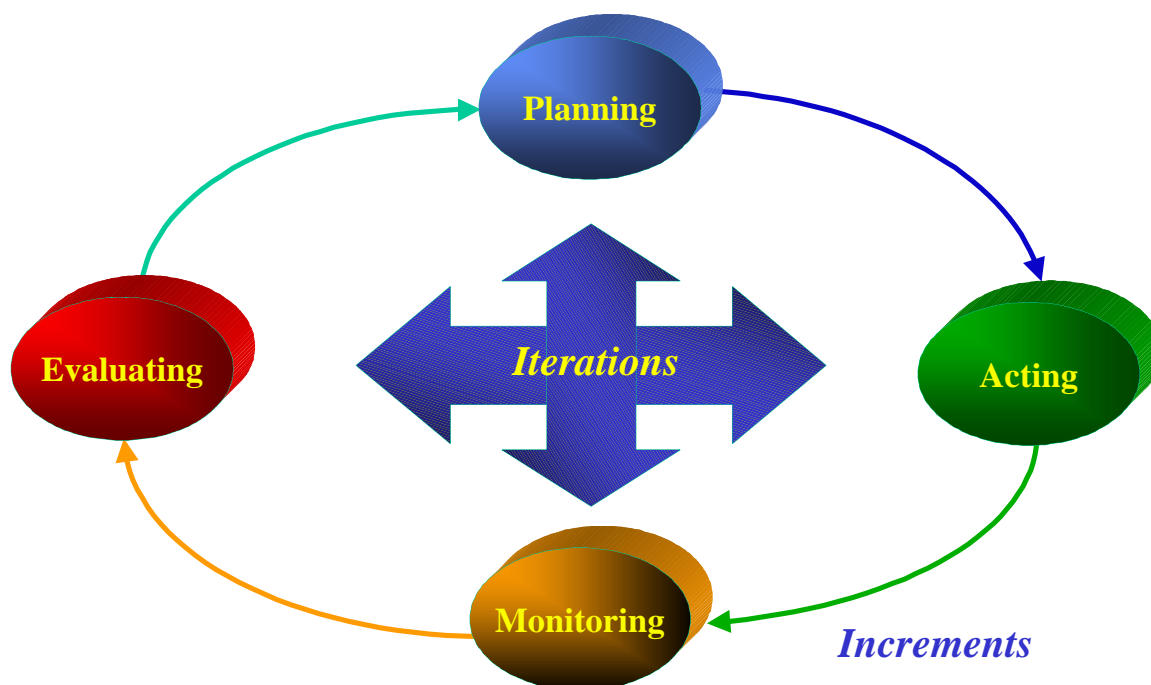 Planning
Iterations
Evaluating
Acting
Monitoring
Increments